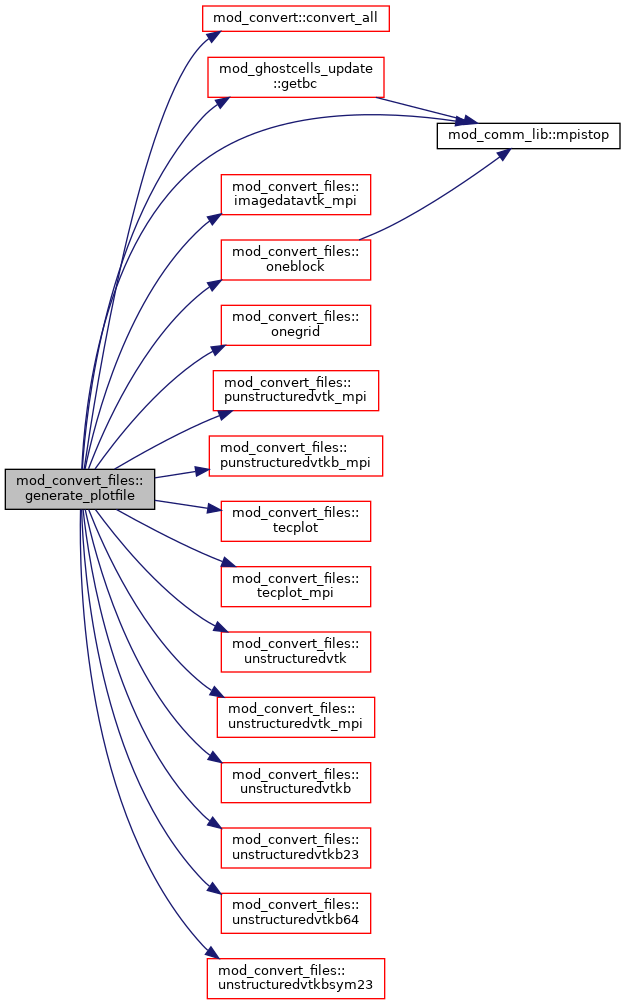 mod_convert::convert_all
mod_ghostcells_update
::getbc
mod_comm_lib::mpistop
mod_convert_files::
imagedatavtk_mpi
mod_convert_files::
oneblock
mod_convert_files::
onegrid
mod_convert_files::
punstructuredvtk_mpi
mod_convert_files::
punstructuredvtkb_mpi
mod_convert_files::
generate_plotfile
mod_convert_files::
tecplot
mod_convert_files::
tecplot_mpi
mod_convert_files::
unstructuredvtk
mod_convert_files::
unstructuredvtk_mpi
mod_convert_files::
unstructuredvtkb
mod_convert_files::
unstructuredvtkb23
mod_convert_files::
unstructuredvtkb64
mod_convert_files::
unstructuredvtkbsym23